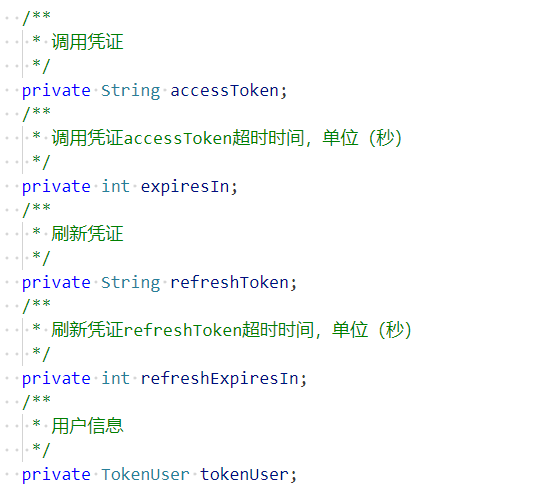 /**
 * 调用凭证
 */
private String accessToken;
/**
 * 调用凭证accessToken超时时间，单位（秒）
 */
private int expiresIn;
/**
 * 刷新凭证
 */
private String refreshToken;
/**
 * 刷新凭证refreshToken超时时间，单位（秒）
 */
private int refreshExpiresIn;
/**
 * 用户信息
 */
private TokenUser tokenUser;